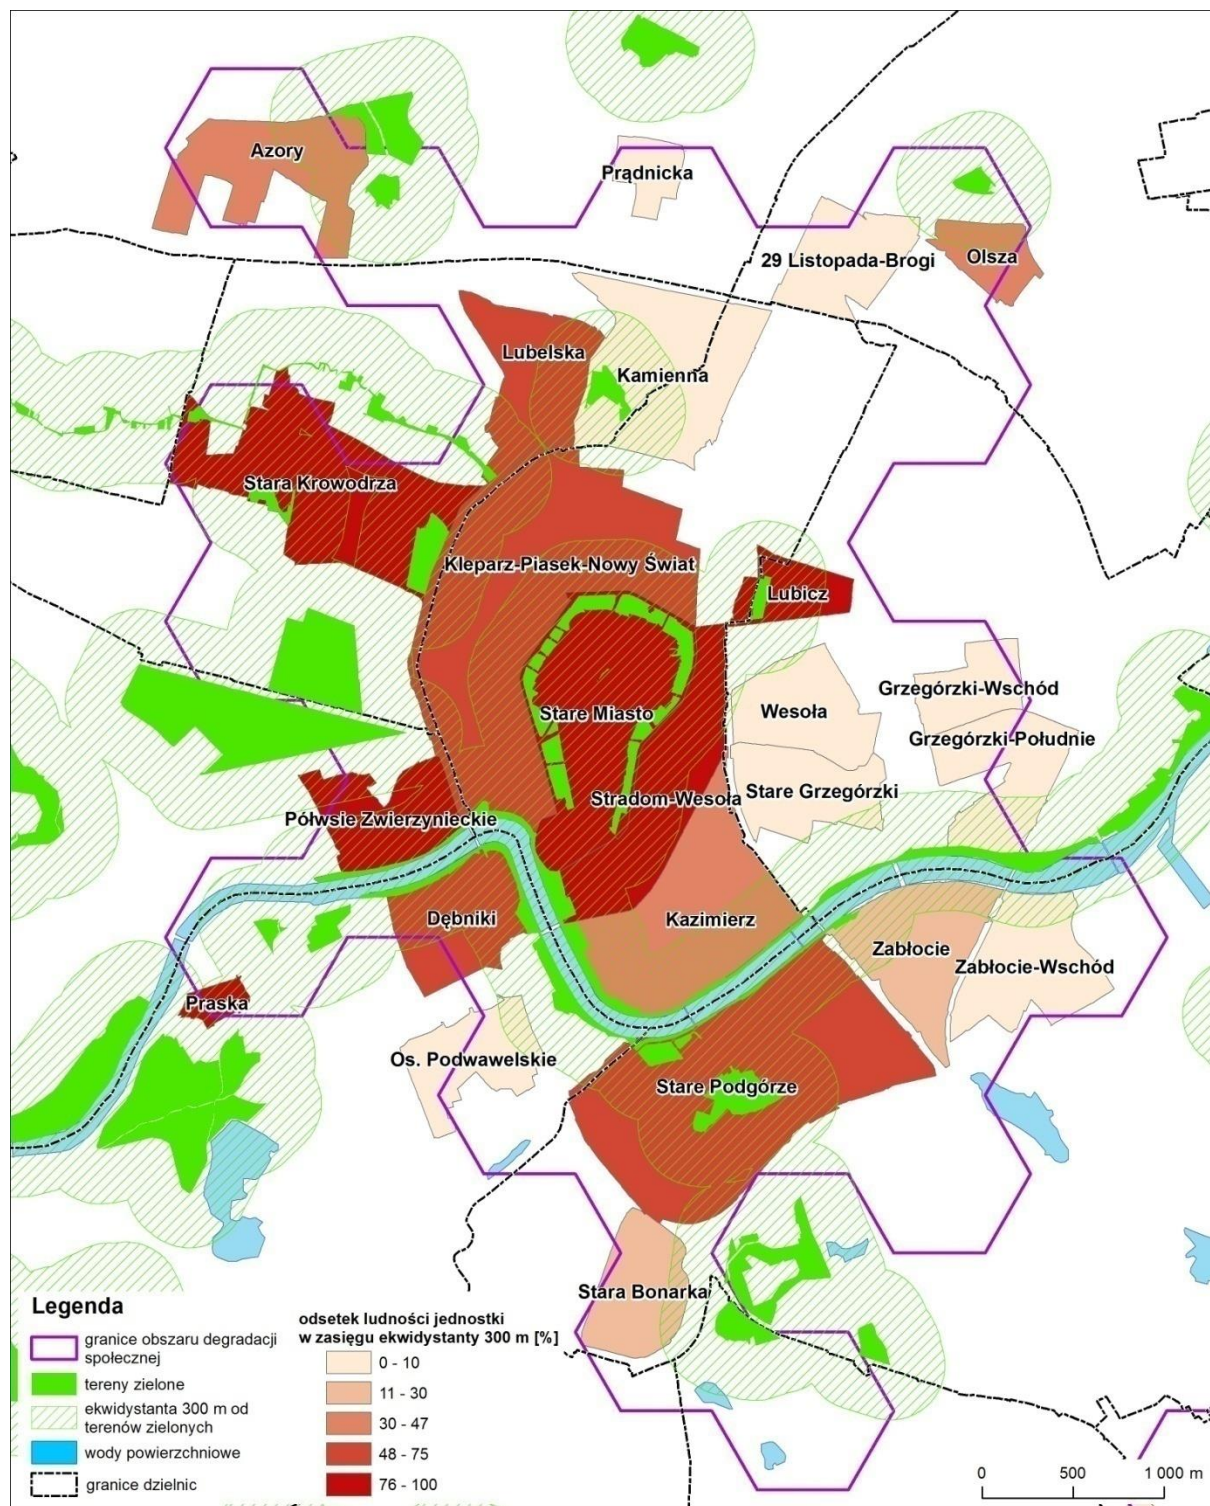 Azory
Prądnicka
29 Listopada-Brogi
Olsza
Lubelska
Kamienna
Stara Krowodrza
Kleparz-Piasek-Nowy Świat
Lubicz
Grzegórzki-Wschód
Stare Miasto
Wesoła
Grzegórzki-Południe
Stradom-Wesoła
Stare Grzegórzki
Półwsie Zwierzynieckie
Dębniki
Kazimierz
Zabłocie
Zabłocie-Wschód
Praska
Os. Podwawelskie
Stare Podgórze
Stara Bonarka
Legenda
granice obszaru degradacji
społecznej
tereny zielone
ekwidystanta 300 m od
terenów zielonych
wody powierzchniowe
granice dzielnic
odsetek ludności jednostki
w zasięgu ekwidystanty 300 m [%]
0 - 10
11 - 30
30 - 47
48 - 75
76 - 100
0 500 1 000 m